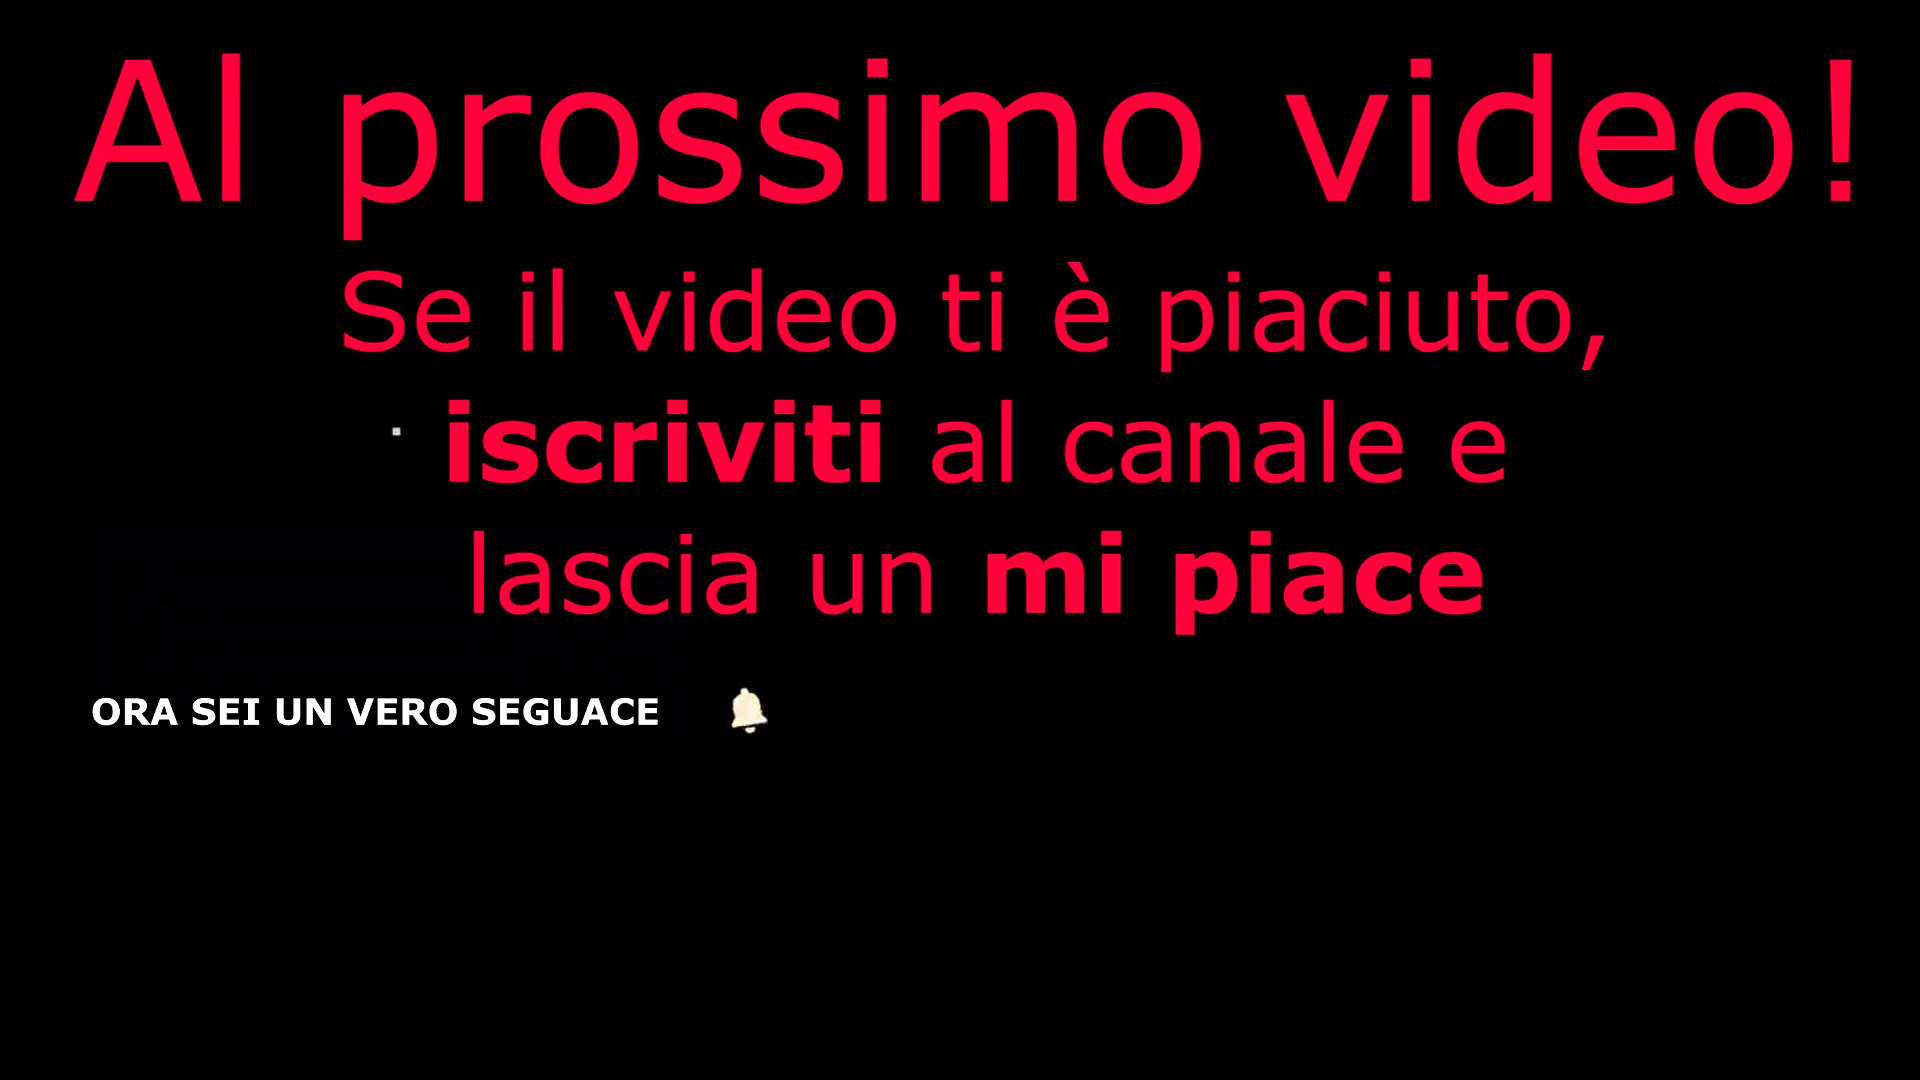 Al prossimo video!
Se il video ti è piaciuto,
iscriviti al canale e
lascia un mi piace
ORA SEI UN VERO SEGUACE